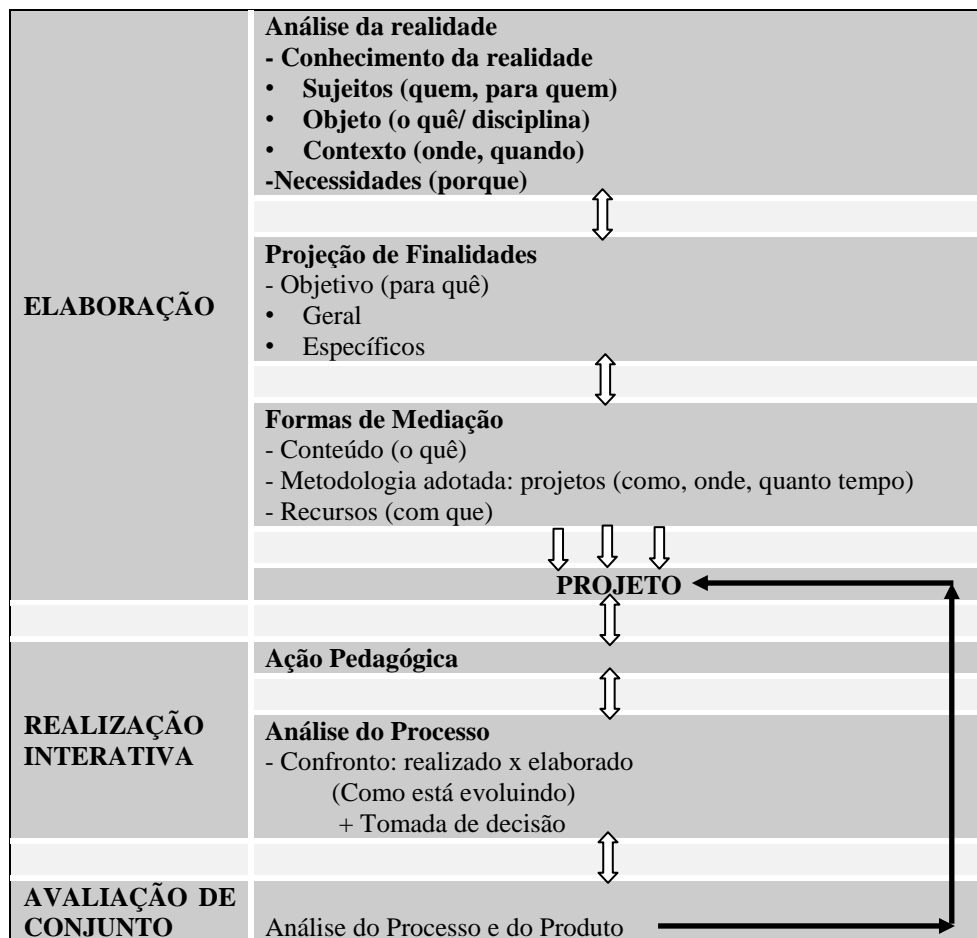 Análise da realidade
- Conhecimento da realidade
• Sujeitos (quem, para quem)
• Objeto (o quê/ disciplina)
• Contexto (onde, quando)
-Necessidades (porque)
ELABORAÇÃO
Projeção de Finalidades
- Objetivo (para quê)
• Geral
• Específicos
Formas de Mediação
- Conteúdo (o quê)
- Metodologia adotada: projetos (como, onde, quanto tempo)
- Recursos (com que)
PROJETO
REALIZAÇÃO
INTERATIVA
Ação Pedagógica
Análise do Processo
- Confronto: realizado x elaborado
(Como está evoluindo)
+ Tomada de decisão
AVALIAÇÃO DE
CONJUNTO
Análise do Processo e do Produto